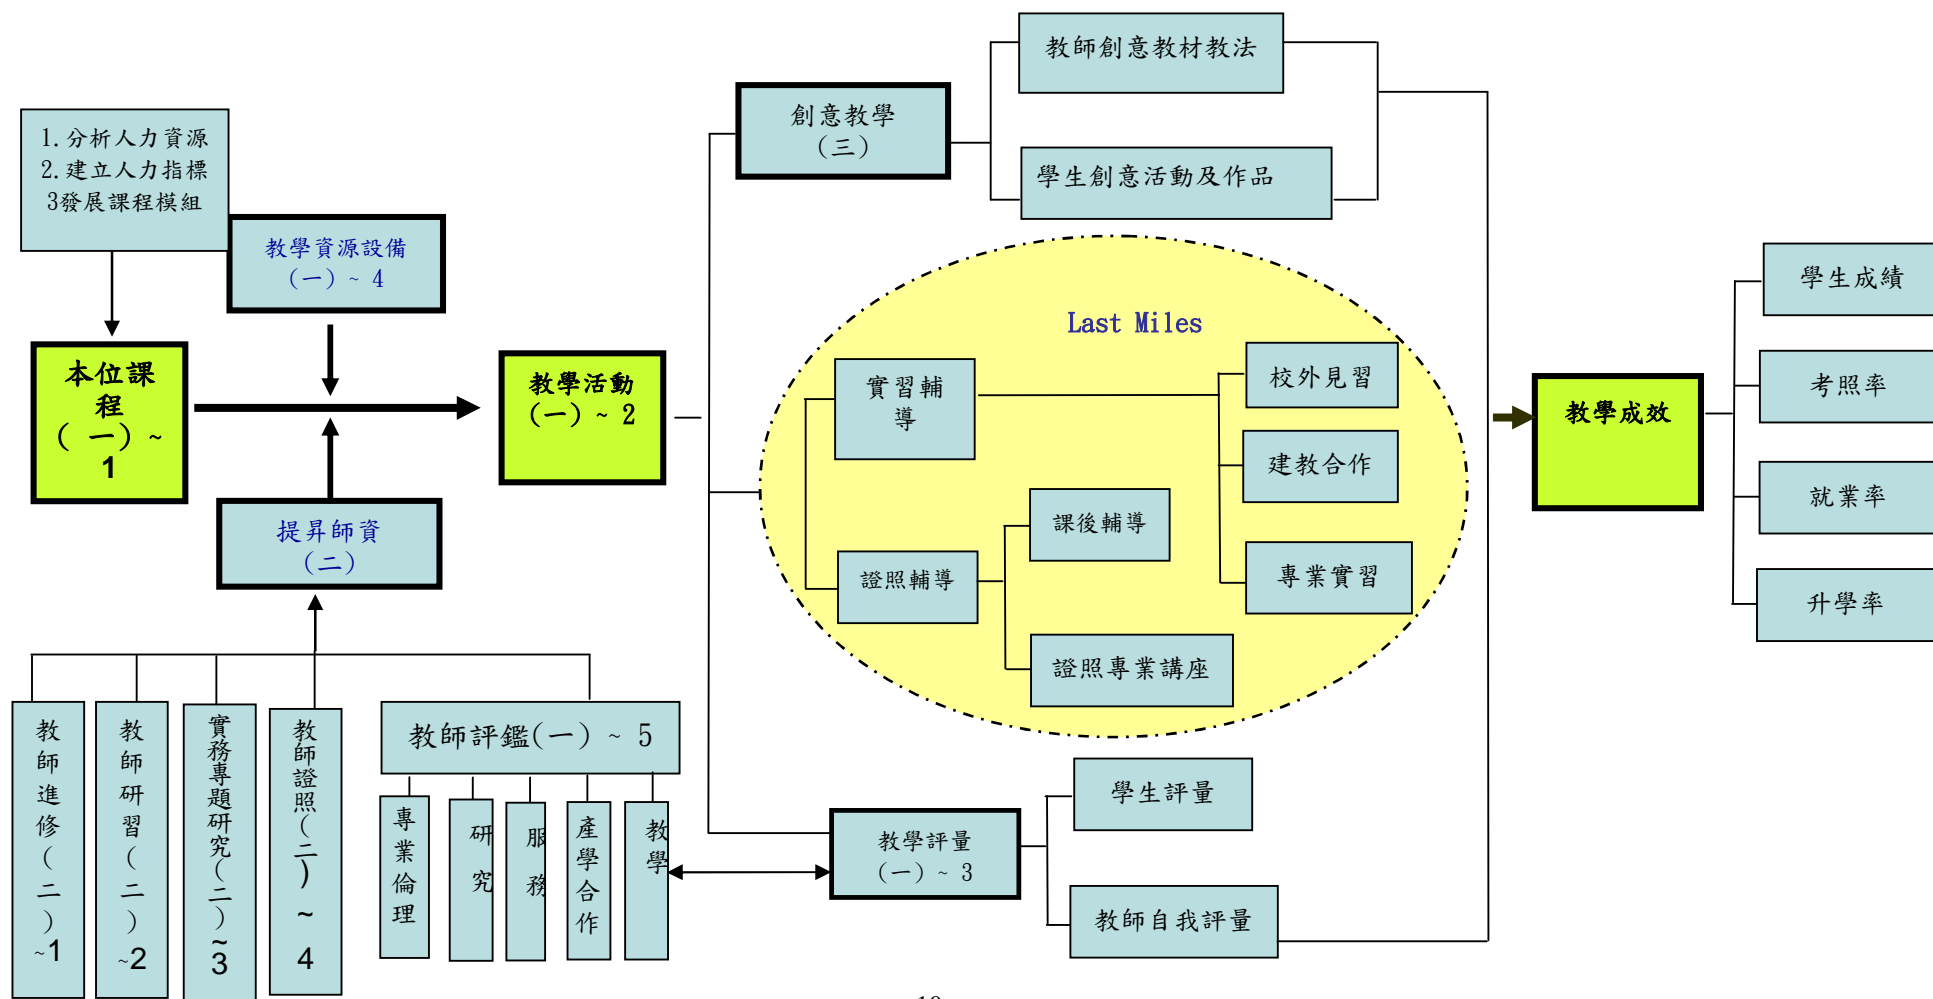 1.分析人力資源
2.建立人力指標
3發展課程模組
教學資源設備
(一)~ 4
本位課
程
( 一) ~
1
提昇師資
(二)
教學活動
(一)~ 2
創意教學
(三)
教師創意教材教法
學生創意活動及作品
Last Miles
實習輔
導
校外見習
建教合作
專業實習
證照輔導
課後輔導
證照專業講座
教學成效
學生成績
考照率
就業率
升學率
教師進修(二)~1
教師研習(二)~2
實務專題研究(二)~3
教師證照(二)~ 4
教師評鑑(一)~ 5
專業倫理
研究
服務
產學合作
教學
教學評量
(一)~ 3
學生評量
教師自我評量